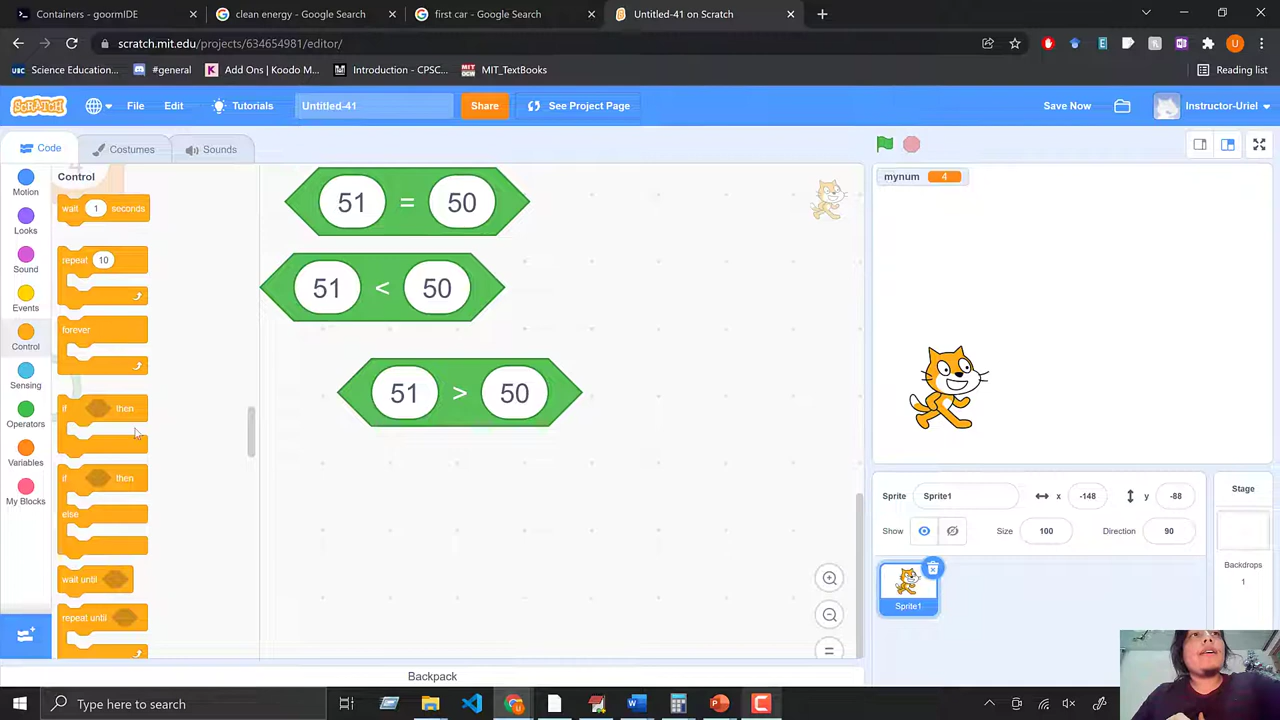 Containers - goormIDE
clean energy - Google Search
first car - Google Search
Untitled-41 on Scratch
scratch.mit.edu/projects/634654981/editor/
Science Education...
#general
Add Ons | Koodo M...
Introduction - CPSC...
MIT_TextBooks
Reading list
SCRATCH
File
Edit
Tutorials
Untitled-41
Share
See Project Page
Save Now
Instructor-Uriel
Code
Costumes
Sounds
Motion
Looks
Sound
Events
Control
Sensing
Operators
Variables
My Blocks
Control
wait 1 seconds
repeat 10
forever
if then
if then
else
wait until
repeat until
51 = 50
51 < 50
51 > 50
mynum 4
Sprite Sprite1 x -148 y -88
Show Size 100 Direction 90
Sprite1
Stage
Backdrops
1
Backpack
Type here to search